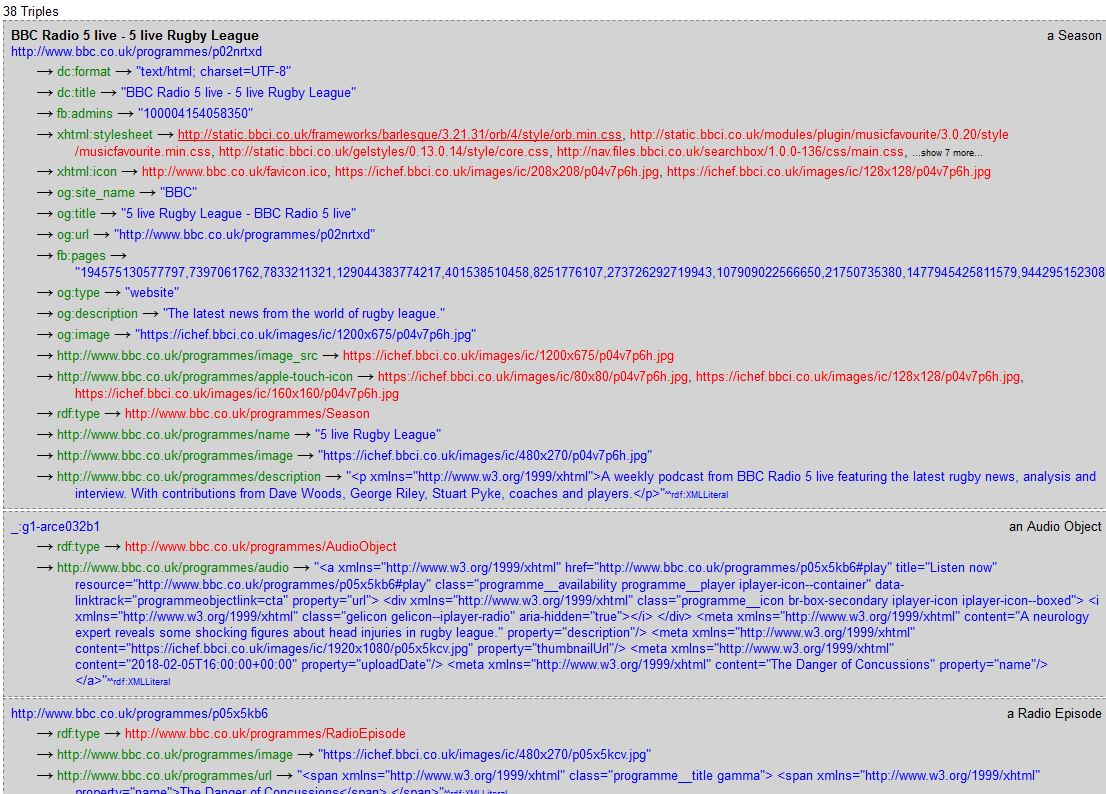 38 Triples
BBC Radio 5 live - 5 live Rugby League a Season
http://www.bbc.co.uk/programmes/p02nrtxd
→ dc:format → "text/html; charset=UTF-8"
→ dc:title → "BBC Radio 5 live - 5 live Rugby League"
→ fb:admins → "100004154058350"
→ xhtml:stylesheet → http://static.bbci.co.uk/frameworks/barlesque/3.21.31/orb/4/style/orb.min.css, http://static.bbci.co.uk/modules/plugin/musicfavourite/3.0.20/style
/musicfavourite.min.css, http://static.bbci.co.uk/gelstyles/0.13.0.14/style/core.css, http://nav.files.bbci.co.uk/searchbox/1.0.0-136/css/main.css, ...show 7 more...
→ xhtml:icon → http://www.bbc.co.uk/favicon.ico, https://ichef.bbci.co.uk/images/ic/208x208/p04v7p6h.jpg, https://ichef.bbci.co.uk/images/ic/128x128/p04v7p6h.jpg
→ og:site_name → "BBC"
→ og:title → "5 live Rugby League - BBC Radio 5 live"
→ og:url → "http://www.bbc.co.uk/programmes/p02nrtxd"
→ fb:pages →
"194575130577797,7397061762,7833211321,129044383774217,401538510458,8251776107,273726292719943,107909022566650,21750735380,1477945425811579,944295152308
→ og:type → "website"
→ og:description → "The latest news from the world of rugby league."
→ og:image → "https://ichef.bbci.co.uk/images/ic/1200x675/p04v7p6h.jpg"
→ http://www.bbc.co.uk/programmes/image_src → https://ichef.bbci.co.uk/images/ic/1200x675/p04v7p6h.jpg
→ http://www.bbc.co.uk/programmes/apple-touch-icon → https://ichef.bbci.co.uk/images/ic/80x80/p04v7p6h.jpg, https://ichef.bbci.co.uk/images/ic/128x128/p04v7p6h.jpg,
https://ichef.bbci.co.uk/images/ic/160x160/p04v7p6h.jpg
→ rdf:type → http://www.bbc.co.uk/programmes/Season
→ http://www.bbc.co.uk/programmes/name → "5 live Rugby League"
→ http://www.bbc.co.uk/programmes/image → "https://ichef.bbci.co.uk/images/ic/480x270/p04v7p6h.jpg"
→ http://www.bbc.co.uk/programmes/description → "<p xmlns="http://www.w3.org/1999/xhtml">A weekly podcast from BBC Radio 5 live featuring the latest rugby news, analysis and
interview. With contributions from Dave Woods, George Riley, Stuart Pyke, coaches and players.</p>"^^rdf:XMLLiteral
_:g1-arce032b1 an Audio Object
→ rdf:type → http://www.bbc.co.uk/programmes/AudioObject
→ http://www.bbc.co.uk/programmes/audio → "<a xmlns="http://www.w3.org/1999/xhtml" href="http://www.bbc.co.uk/programmes/p05x5kb6#play" title="Listen now"
resource="http://www.bbc.co.uk/programmes/p05x5kb6#play" class="programme__availability programme__player iplayer-icon--container" data-
linktrack="programmeobjectlink=cta" property="url"> <div xmlns="http://www.w3.org/1999/xhtml" class="programme__icon br-box-secondary iplayer-icon iplayer-icon--boxed"> <i
xmlns="http://www.w3.org/1999/xhtml" class="gelicon gelicon--iplayer-radio" aria-hidden="true"></i> </div> <meta xmlns="http://www.w3.org/1999/xhtml" content="A neurology
expert reveals some shocking figures about head injuries in rugby league." property="description"/> <meta xmlns="http://www.w3.org/1999/xhtml"
content="https://ichef.bbci.co.uk/images/ic/1920x1080/p05x5kcv.jpg" property="thumbnailUrl"/> <meta xmlns="http://www.w3.org/1999/xhtml"
content="2018-02-05T16:00:00+00:00" property="uploadDate"/> <meta xmlns="http://www.w3.org/1999/xhtml" content="The Danger of Concussions" property="name"/>
</a>"^^rdf:XMLLiteral
http://www.bbc.co.uk/programmes/p05x5kb6 a Radio Episode
→ rdf:type → http://www.bbc.co.uk/programmes/RadioEpisode
→ http://www.bbc.co.uk/programmes/image → "https://ichef.bbci.co.uk/images/ic/480x270/p05x5kcv.jpg"
→ http://www.bbc.co.uk/programmes/url → "<span xmlns="http://www.w3.org/1999/xhtml" class="programme__title gamma"> <span xmlns="http://www.w3.org/1999/xhtml"
property="name">The Danger of Concussions</span> </span>"^^rdf:XMLLiteral